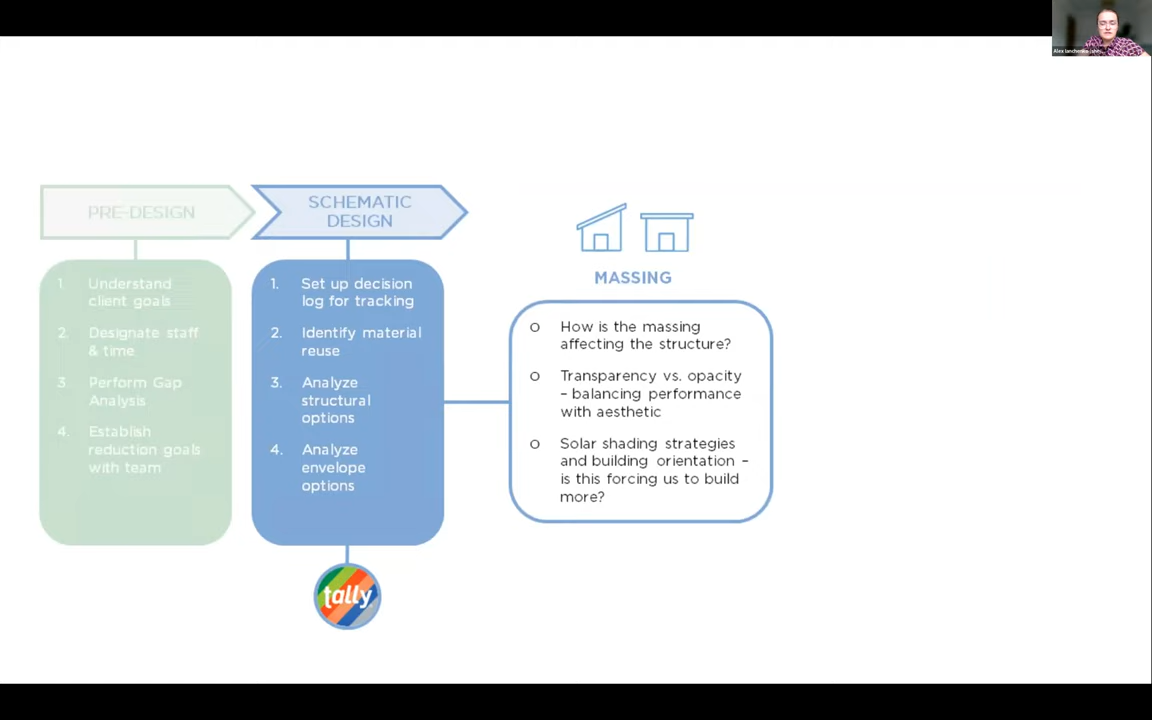 PRE-DESIGN
1 Understand
client goals
2. Designate staff
& time
3. Perform Gap
Analysis
4. Establish
reduction goals
with team
SCHEMATIC
DESIGN
1. Set up decision
log for tracking
2. Identify material
reuse
3. Analyze
structural
options
4. Analyze
envelope
options
tally
MASSING
o How is the massing
affecting the structure?
o Transparency vs. opacity
– balancing performance
with aesthetic
o Solar shading strategies
and building orientation –
is this forcing us to build
more?